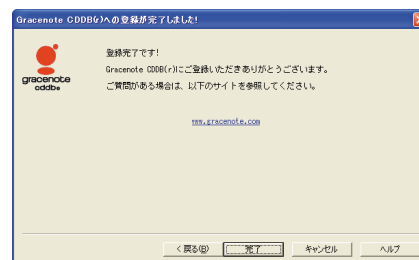 Gracenote CDDB(r)への登録が完了しました!
gracenote
cddb®
登録完了です!
Gracenote CDDB(r)にご登録いただきありがとうございます。
ご質問がある場合は、以下のサイトを参照してください。
www.gracenote.com
< 戻る(B)
完了
キャンセル
ヘルプ